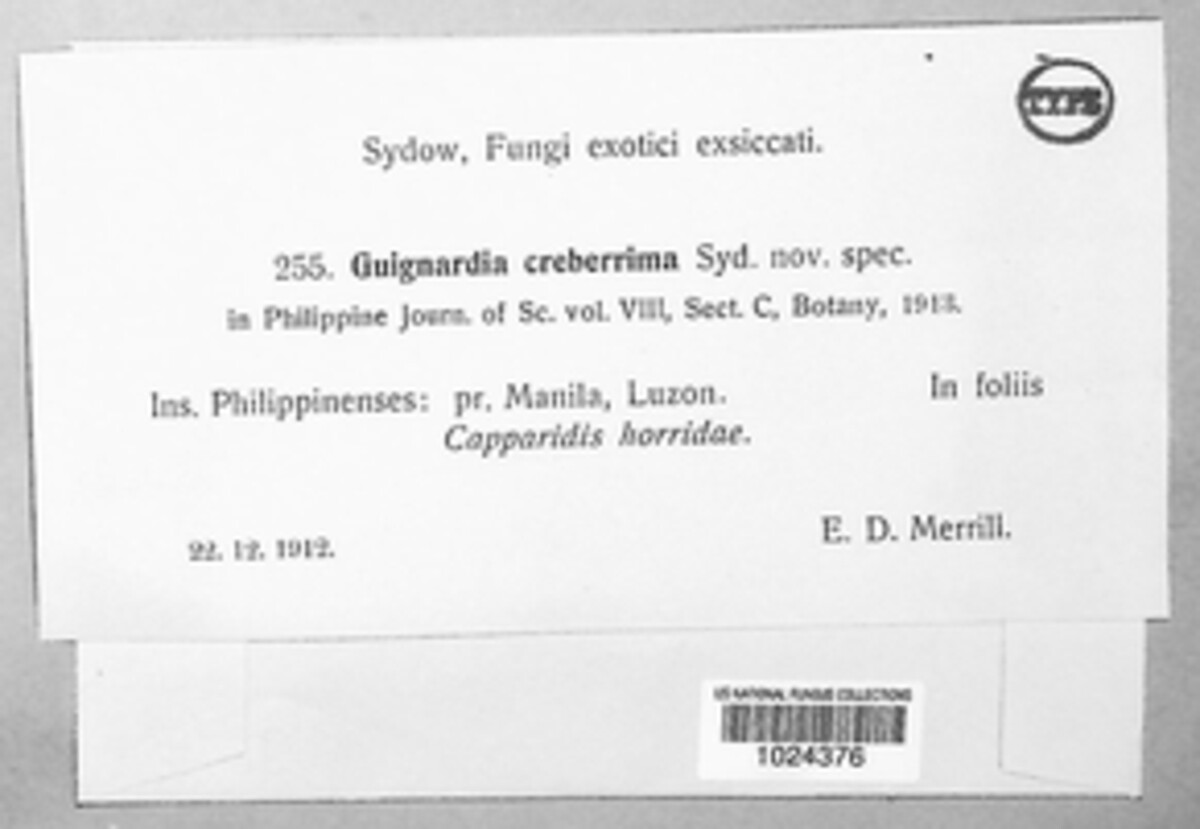 TYPE
Sydow, Fungi exotici exsiccati.
255. Guignardia creberrima Syd. nov. spec.
in Philippine Journ. of Sc. vol. VIII, Sect. C, Botany, 1913.
Ins. Philippinenses: pr. Manila, Luzon. In foliis
Capparidis horridae.
22. 12. 1912. E. D. Merrill.
US NATIONAL FUNGUS COLLECTIONS
1024376